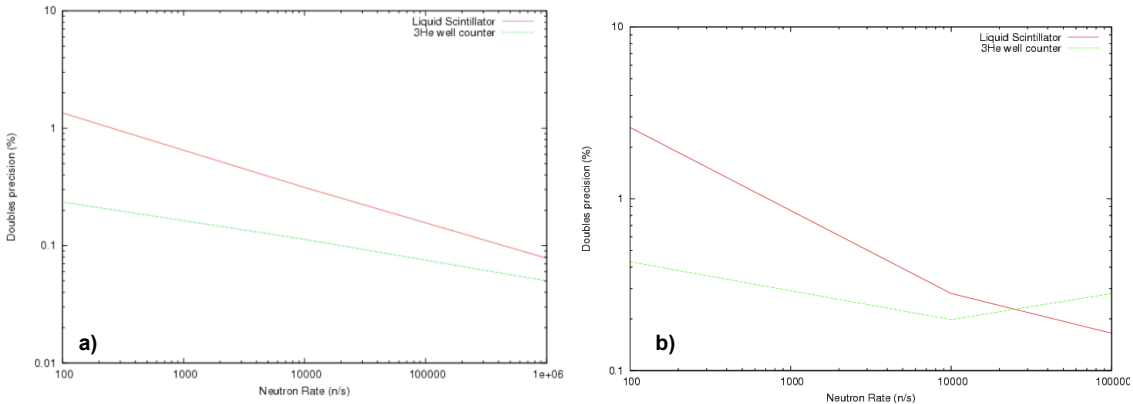 10
Liquid Scintillator
3He well counter
1
Doubles precision (%)
0.1
a)
0.01
100 1000 10000 100000 1e+06
Neutron Rate (n/s)
10
Liquid Scintillator
3He well counter
Doubles precision (%)
1
b)
0.1
100 1000 10000 100000
Neutron Rate (n/s)